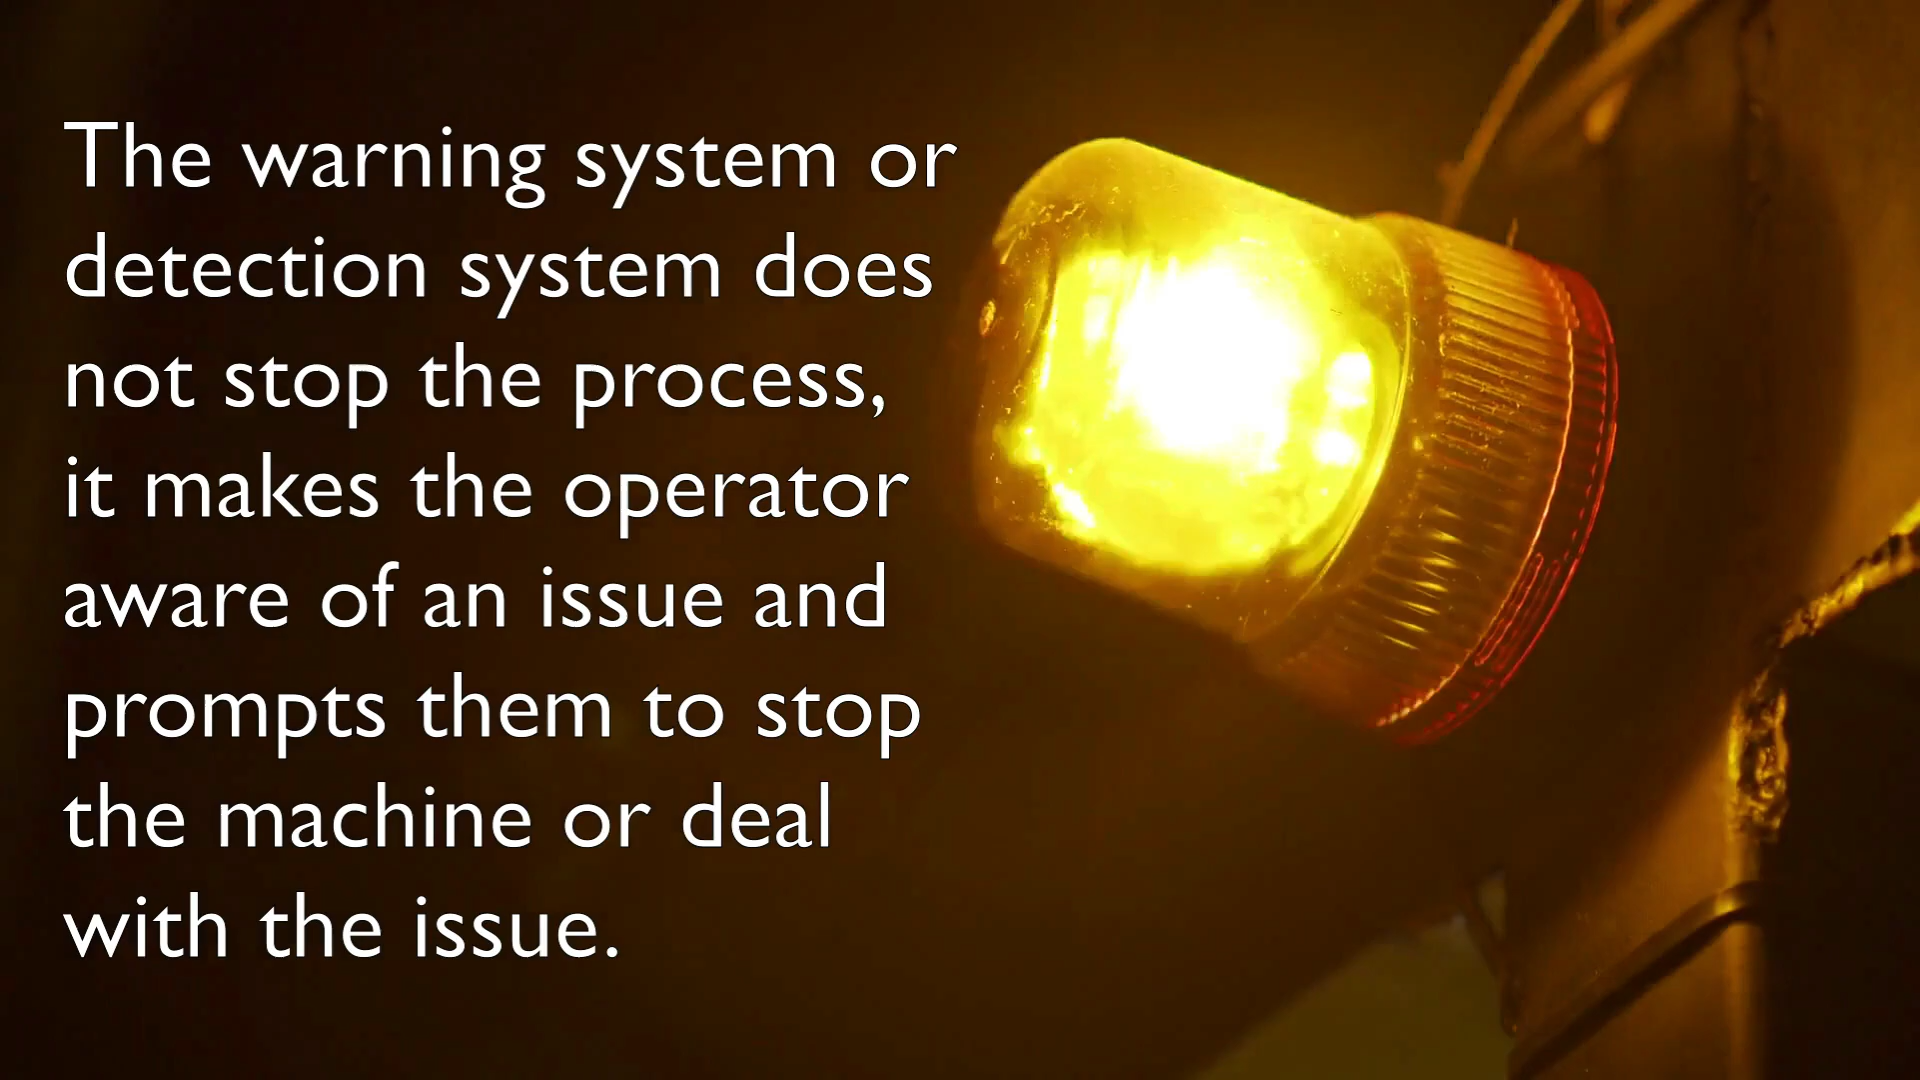 The warning system or
detection system does
not stop the process,
it makes the operator
aware of an issue and
prompts them to stop
the machine or deal
with the issue.